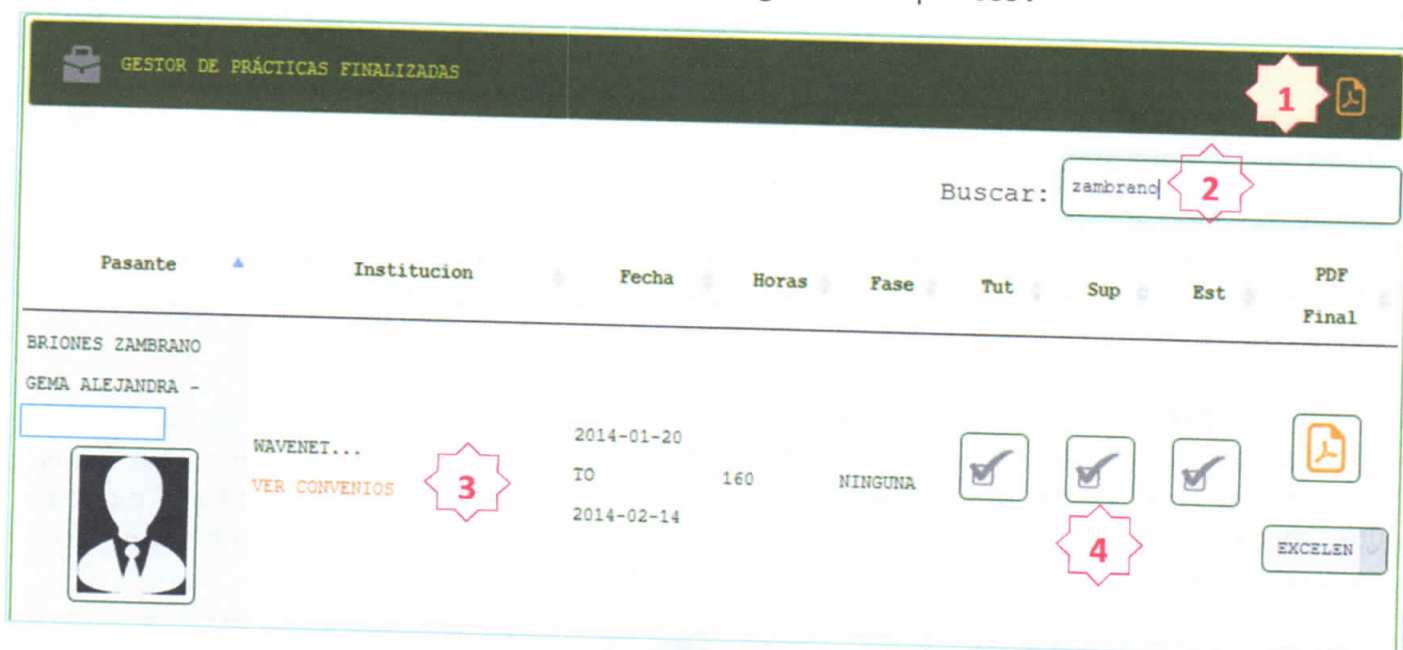 GESTOR DE PRÁCTICAS FINALIZADAS
1
Buscar: zambrano
2
Pasante Institucion Fecha Horas Fase Tut Sup Est PDF Final
BRIONES ZAMBRANO
GEMA ALEJANDRA -
WAVENET...
VER CONVENIOS
3
2014-01-20
TO
2014-02-14
160
NINGUNA
4
EXCELEN